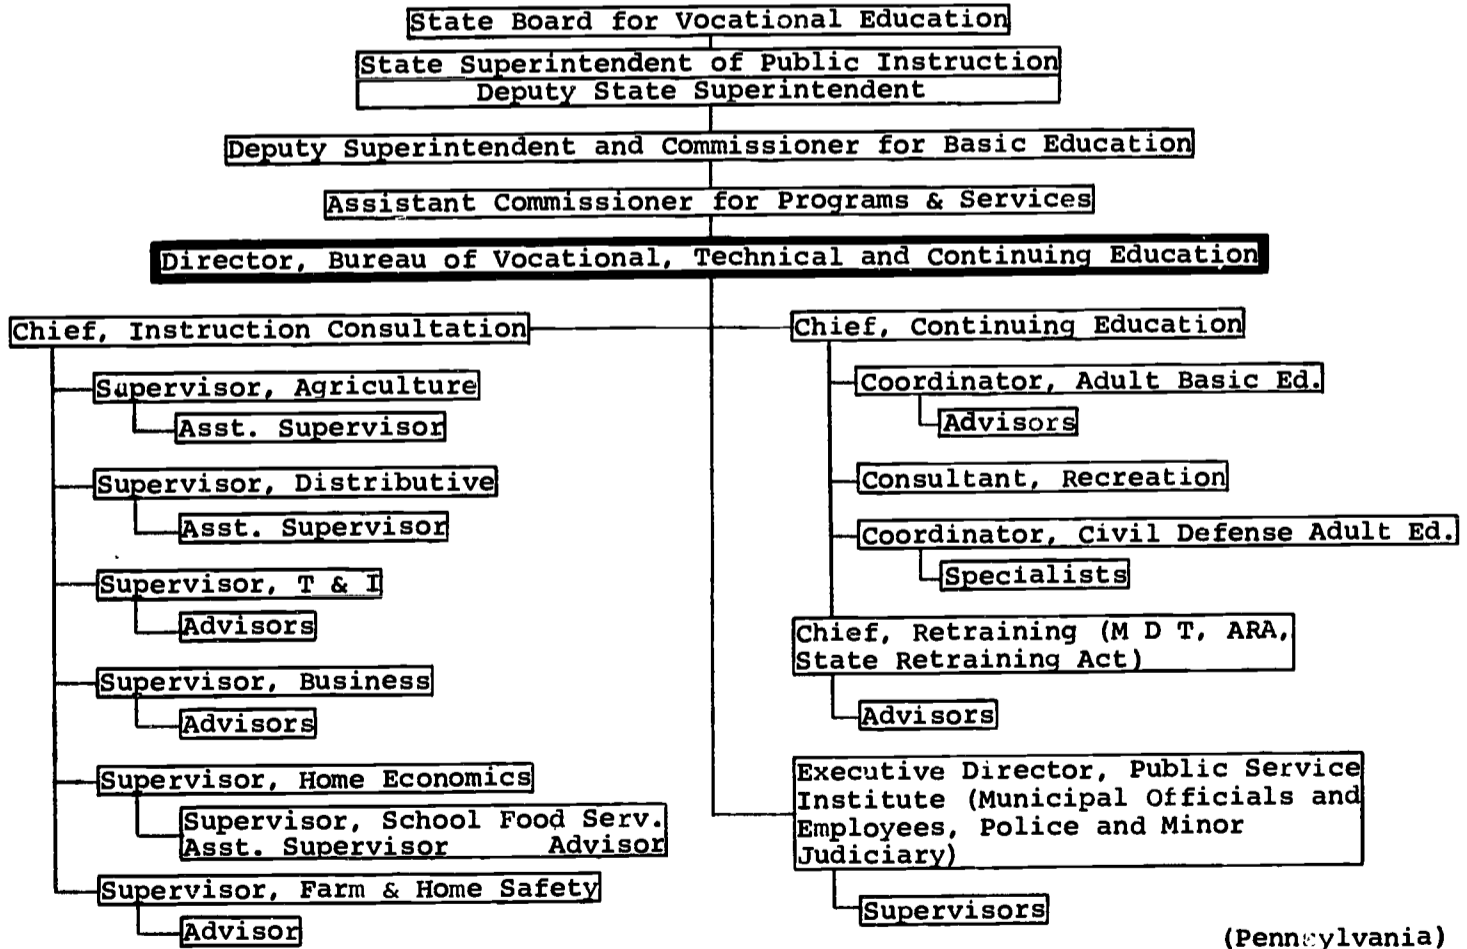 State Board for Vocational Education
State Superintendent of Public Instruction
Deputy State Superintendent
Deputy Superintendent and Commissioner for Basic Education
Assistant Commissioner for Programs & Services
Director, Bureau of Vocational, Technical and Continuing Education
Chief, Instruction Consultation
Supervisor, Agriculture
Asst. Supervisor
Supervisor, Distributive
Asst. Supervisor
Supervisor, T & I
Advisors
Supervisor, Business
Advisors
Supervisor, Home Economics
Supervisor, School Food Serv.
Asst. Supervisor Advisor
Supervisor, Farm & Home Safety
Advisor
Chief, Continuing Education
Coordinator, Adult Basic Ed.
Advisors
Consultant, Recreation
Coordinator, Civil Defense Adult Ed.
Specialists
Chief, Retraining (M D T, ARA,
State Retraining Act)
Advisors
Executive Director, Public Service
Institute (Municipal Officials and
Employees, Police and Minor
Judiciary)
Supervisors
(Pennsylvania)